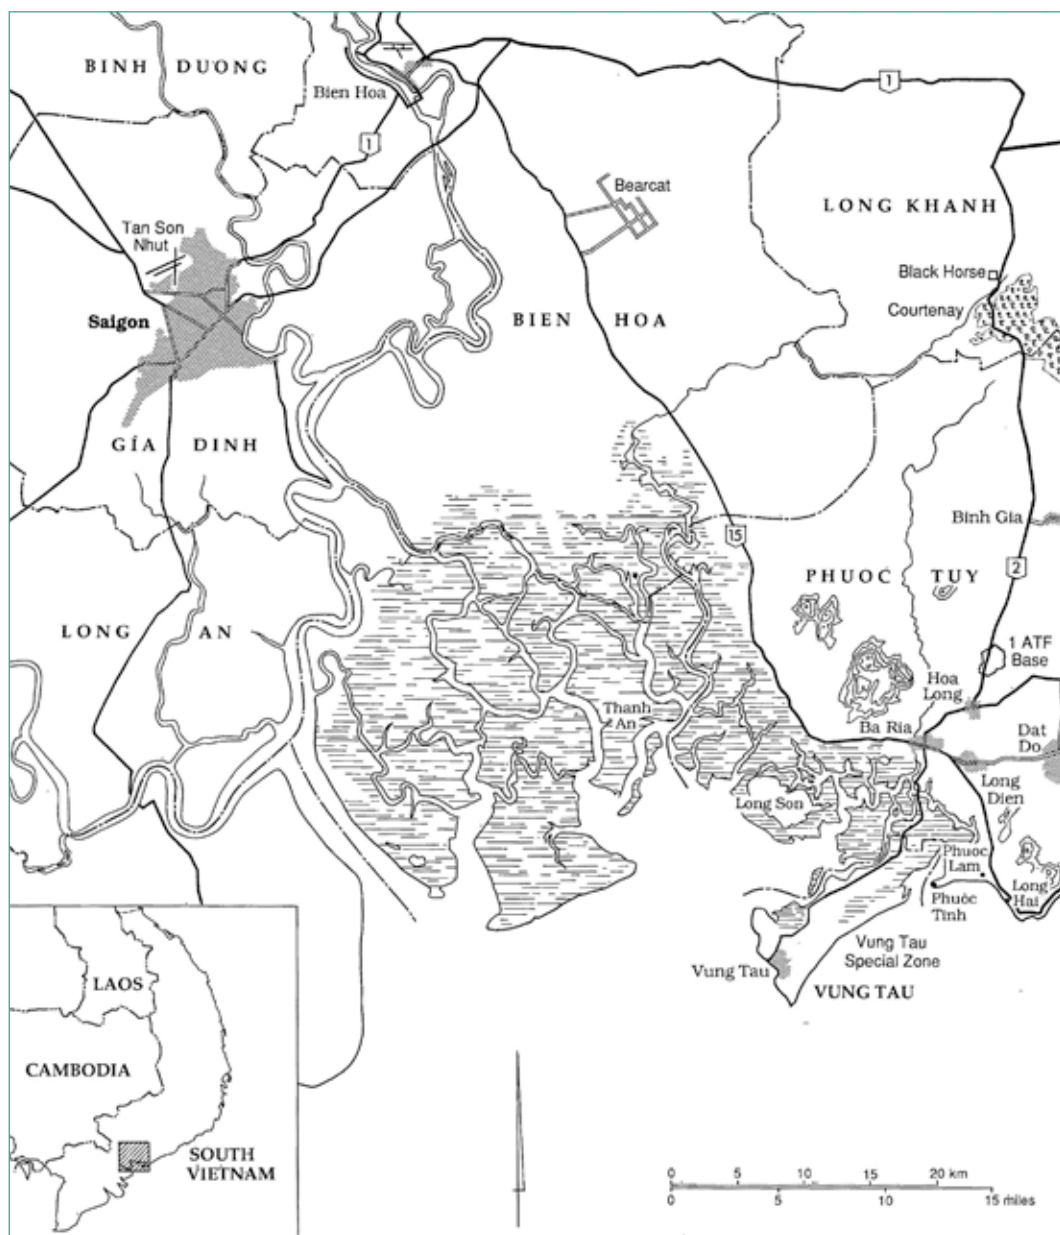 BINH DUONG
Bien Hoa
1
1
Bearcat
LONG KHANH
Tan Son
Nhut
Black Horse
Courtenay
Saigon
BIEN HOA
GÍA DINH
Binh Gia
15
2
PHUOC TUY
LONG AN
1 ATF
Base
Hoa
Long
Thanh
An
Ba Ria
Dat
Do
Long
Dien
Long Son
Phuoc
Lam
Long
Hai
Phuóc
Tinh
Vung Tau
Special Zone
Vung Tau
VUNG TAU
LAOS
CAMBODIA
SOUTH
VIETNAM
0 5 10 15 20 km
0 5 10 15 miles